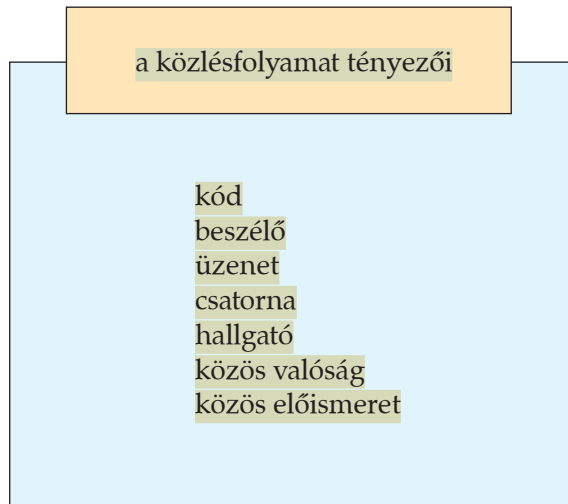 a közlésfolyamat tényezői
kód
beszélő
üzenet
csatorna
hallgató
közös valóság
közös előismeret